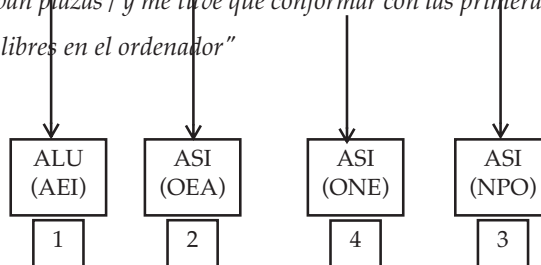 plazas / y me tuve que conformar con las
libres en el ordenador”
ALU ASI ASI ASI
(AEI) (OEA) (ONE) (NPO)
1 2 4 3